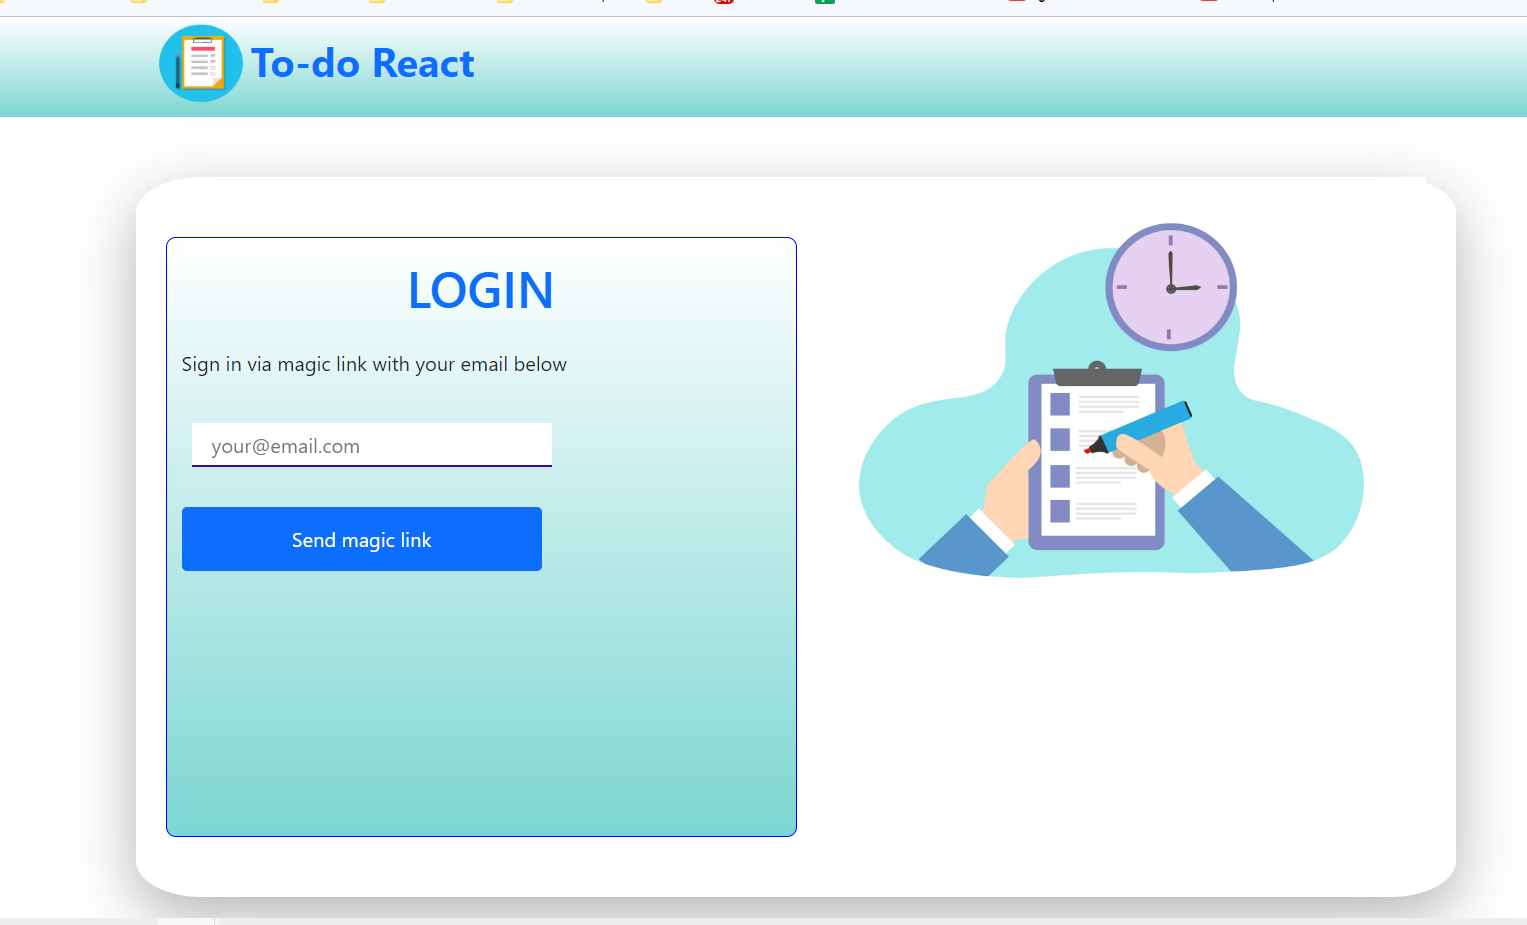 To-do React
LOGIN
Sign in via magic link with your email below
your@email.com
Send magic link